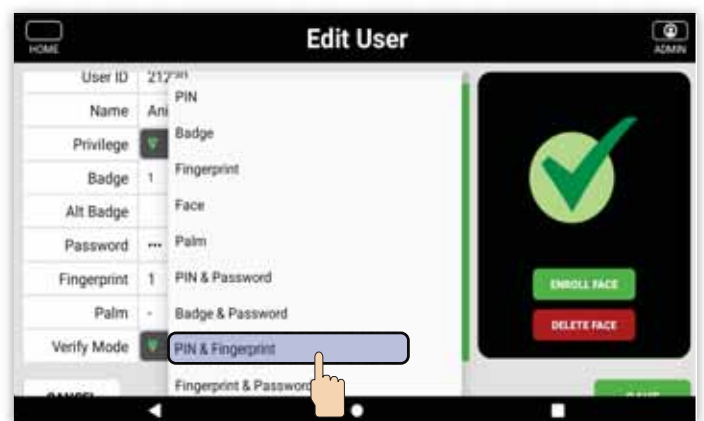 Edit User
HOME
ADMIN
User ID
Name Ani
Privilege
Badge 1
Alt Badge
Password •••
Fingerprint 1
Palm -
Verify Mode
PIN
Badge
Fingerprint
Face
Palm
PIN & Password
Badge & Password
PIN & Fingerprint
Fingerprint & Password
ENROLL FACE
DELETE FACE